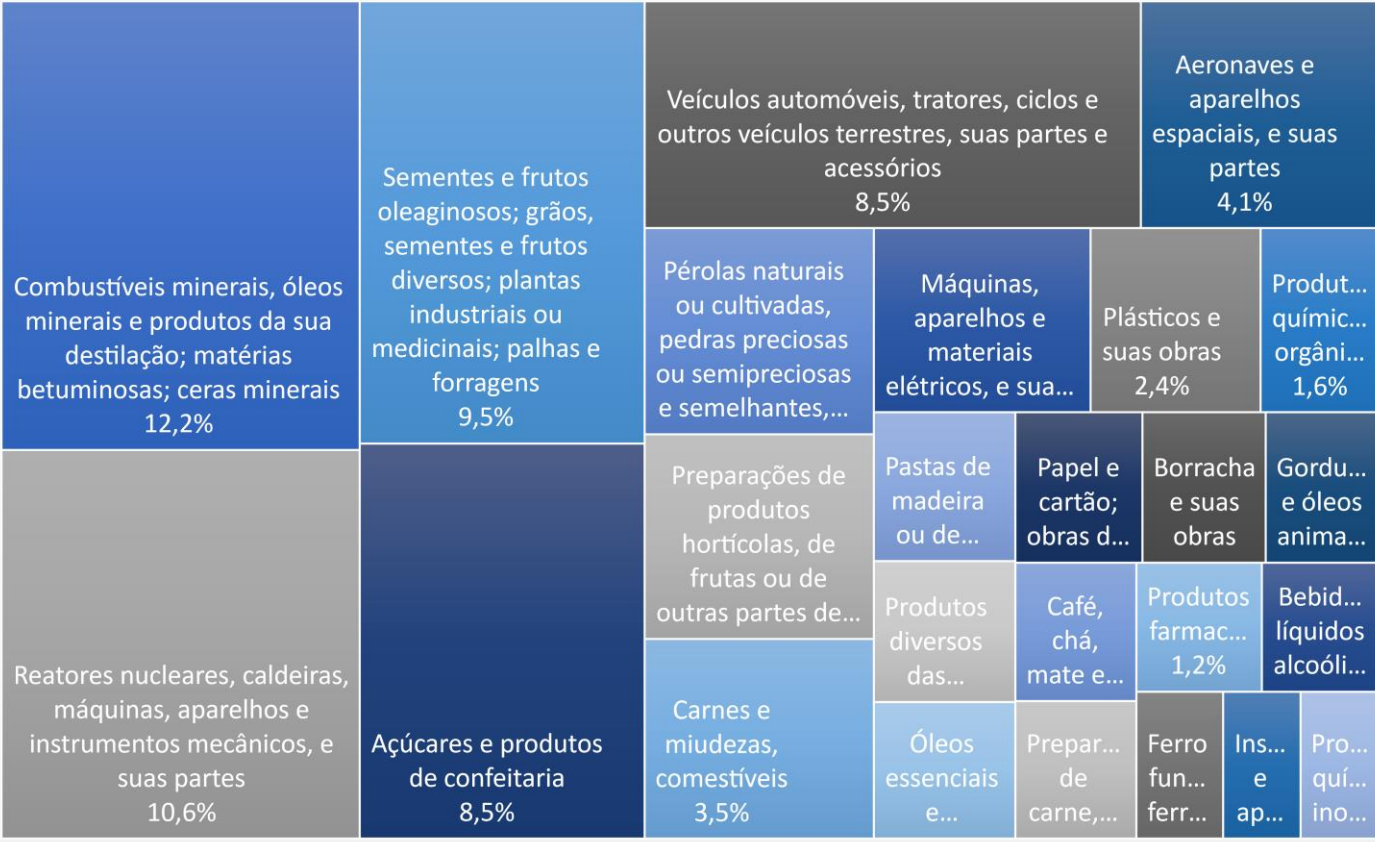 Combustíveis minerais, óleos
minerais e produtos da sua
destilação; matérias
betuminosas; ceras minerais
12,2%
Reatores nucleares, caldeiras,
máquinas, aparelhos e
instrumentos mecânicos, e
suas partes
10,6%
Sementes e frutos
oleaginosos; grãos,
sementes e frutos
diversos; plantas
industriais ou
medicinais; palhas e
forragens
9,5%
Açúcares e produtos
de confeitaria
8,5%
Veículos automóveis, tratores, ciclos e
outros veículos terrestres, suas partes e
acessórios
8,5%
Aeronaves e
aparelhos
espaciais, e suas
partes
4,1%
Pérolas naturais
ou cultivadas,
pedras preciosas
ou semipreciosas
e semelhantes,...
Preparações de
produtos
hortícolas, de
frutas ou de
outras partes de...
Carnes e
miudezas,
comestíveis
3,5%
Máquinas,
aparelhos e
materiais
elétricos, e sua...
Plásticos e
suas obras
2,4%
Produt...
químic...
orgâni...
1,6%
Pastas de
madeira
ou de...
Papel e
cartão;
obras d...
Borracha
e suas
obras
Gordu...
e óleos
anima...
Produtos
diversos
das...
Café,
chá,
mate e...
Produtos
farmac...
1,2%
Bebid...
líquidos
alcoóli...
Óleos
essenciais
e...
Prepar...
de
carne,...
Ferro
fun...
ferr...
Ins...
e
ap...
Pro...
quí...
ino...